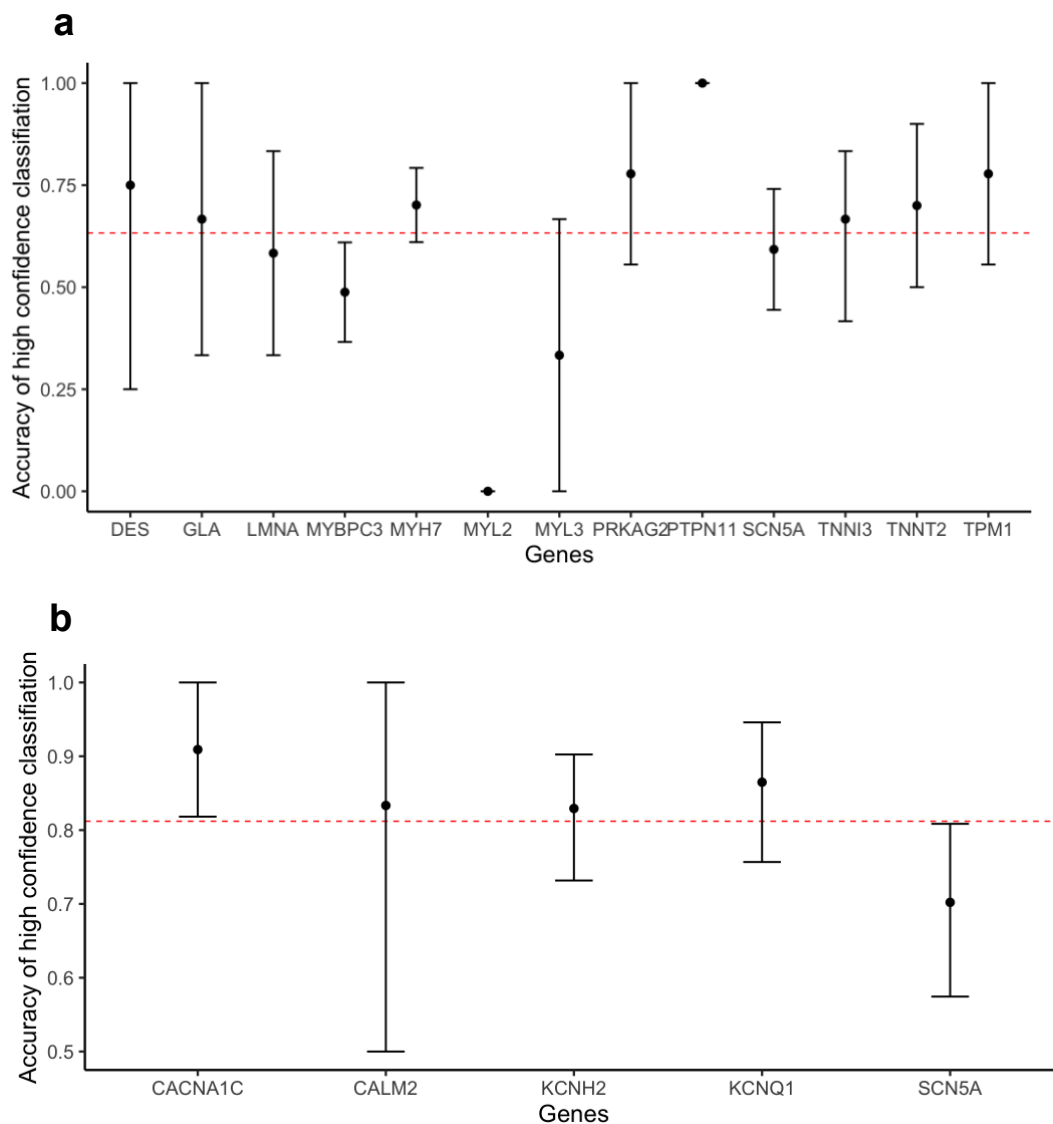 a
Accuracy of high confidence classifiation
1.00
0.75
0.50
0.25
0.00
DES GLA LMNA MYBPC3 MYH7 MYL2 MYL3 PRKAG2 PTPN11 SCN5A TNNI3 TNNT2 TPM1
Genes
b
Accuracy of high confidence classifiation
1.0
0.9
0.8
0.7
0.6
0.5
CACNA1C CALM2 KCNH2 KCNQ1 SCN5A
Genes